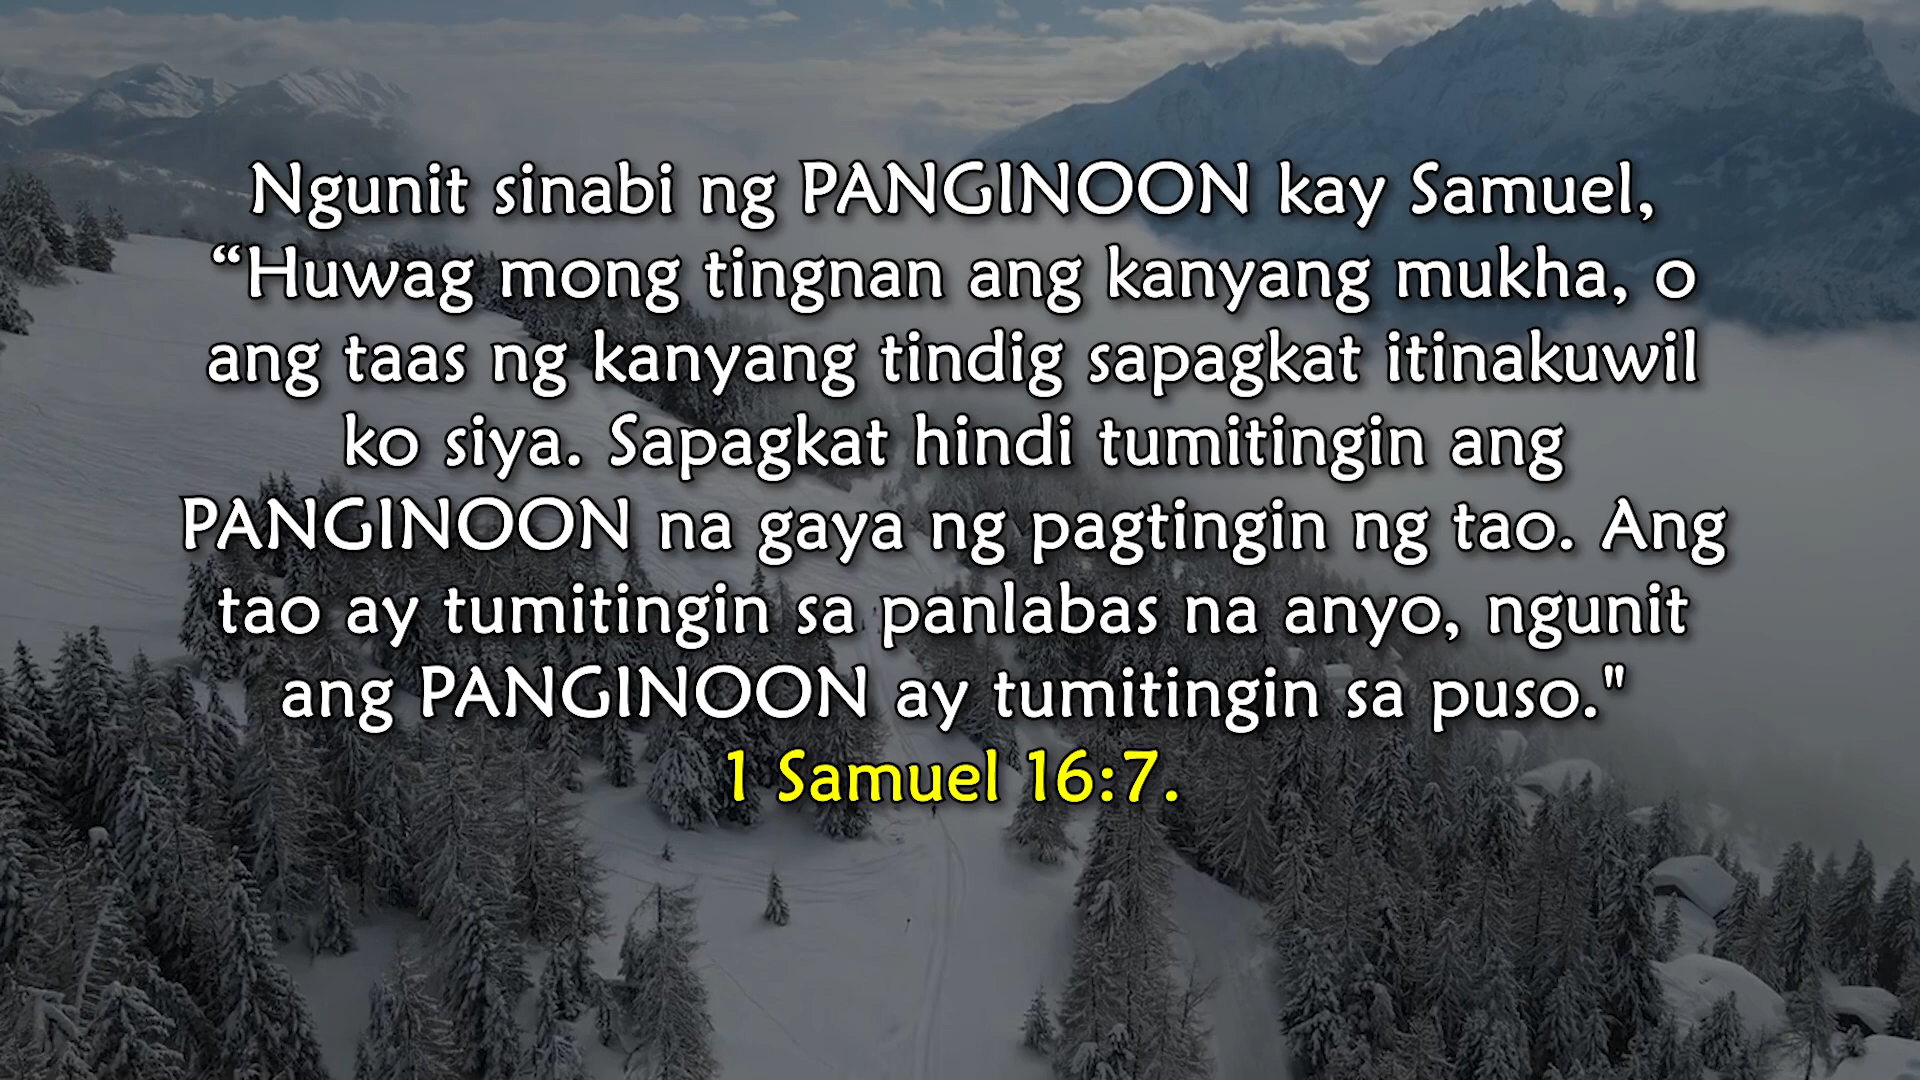 Ngunit sinabi ng PANGINOON kay Samuel,
“Huwag mong tingnan ang kanyang mukha, o
ang taas ng kanyang tindig sapagkat itinakuwil
ko siya. Sapagkat hindi tumitingin ang
PANGINOON na gaya ng pagtingin ng tao. Ang
tao ay tumitingin sa panlabas na anyo, ngunit
ang PANGINOON ay tumitingin sa puso."
1 Samuel 16:7.